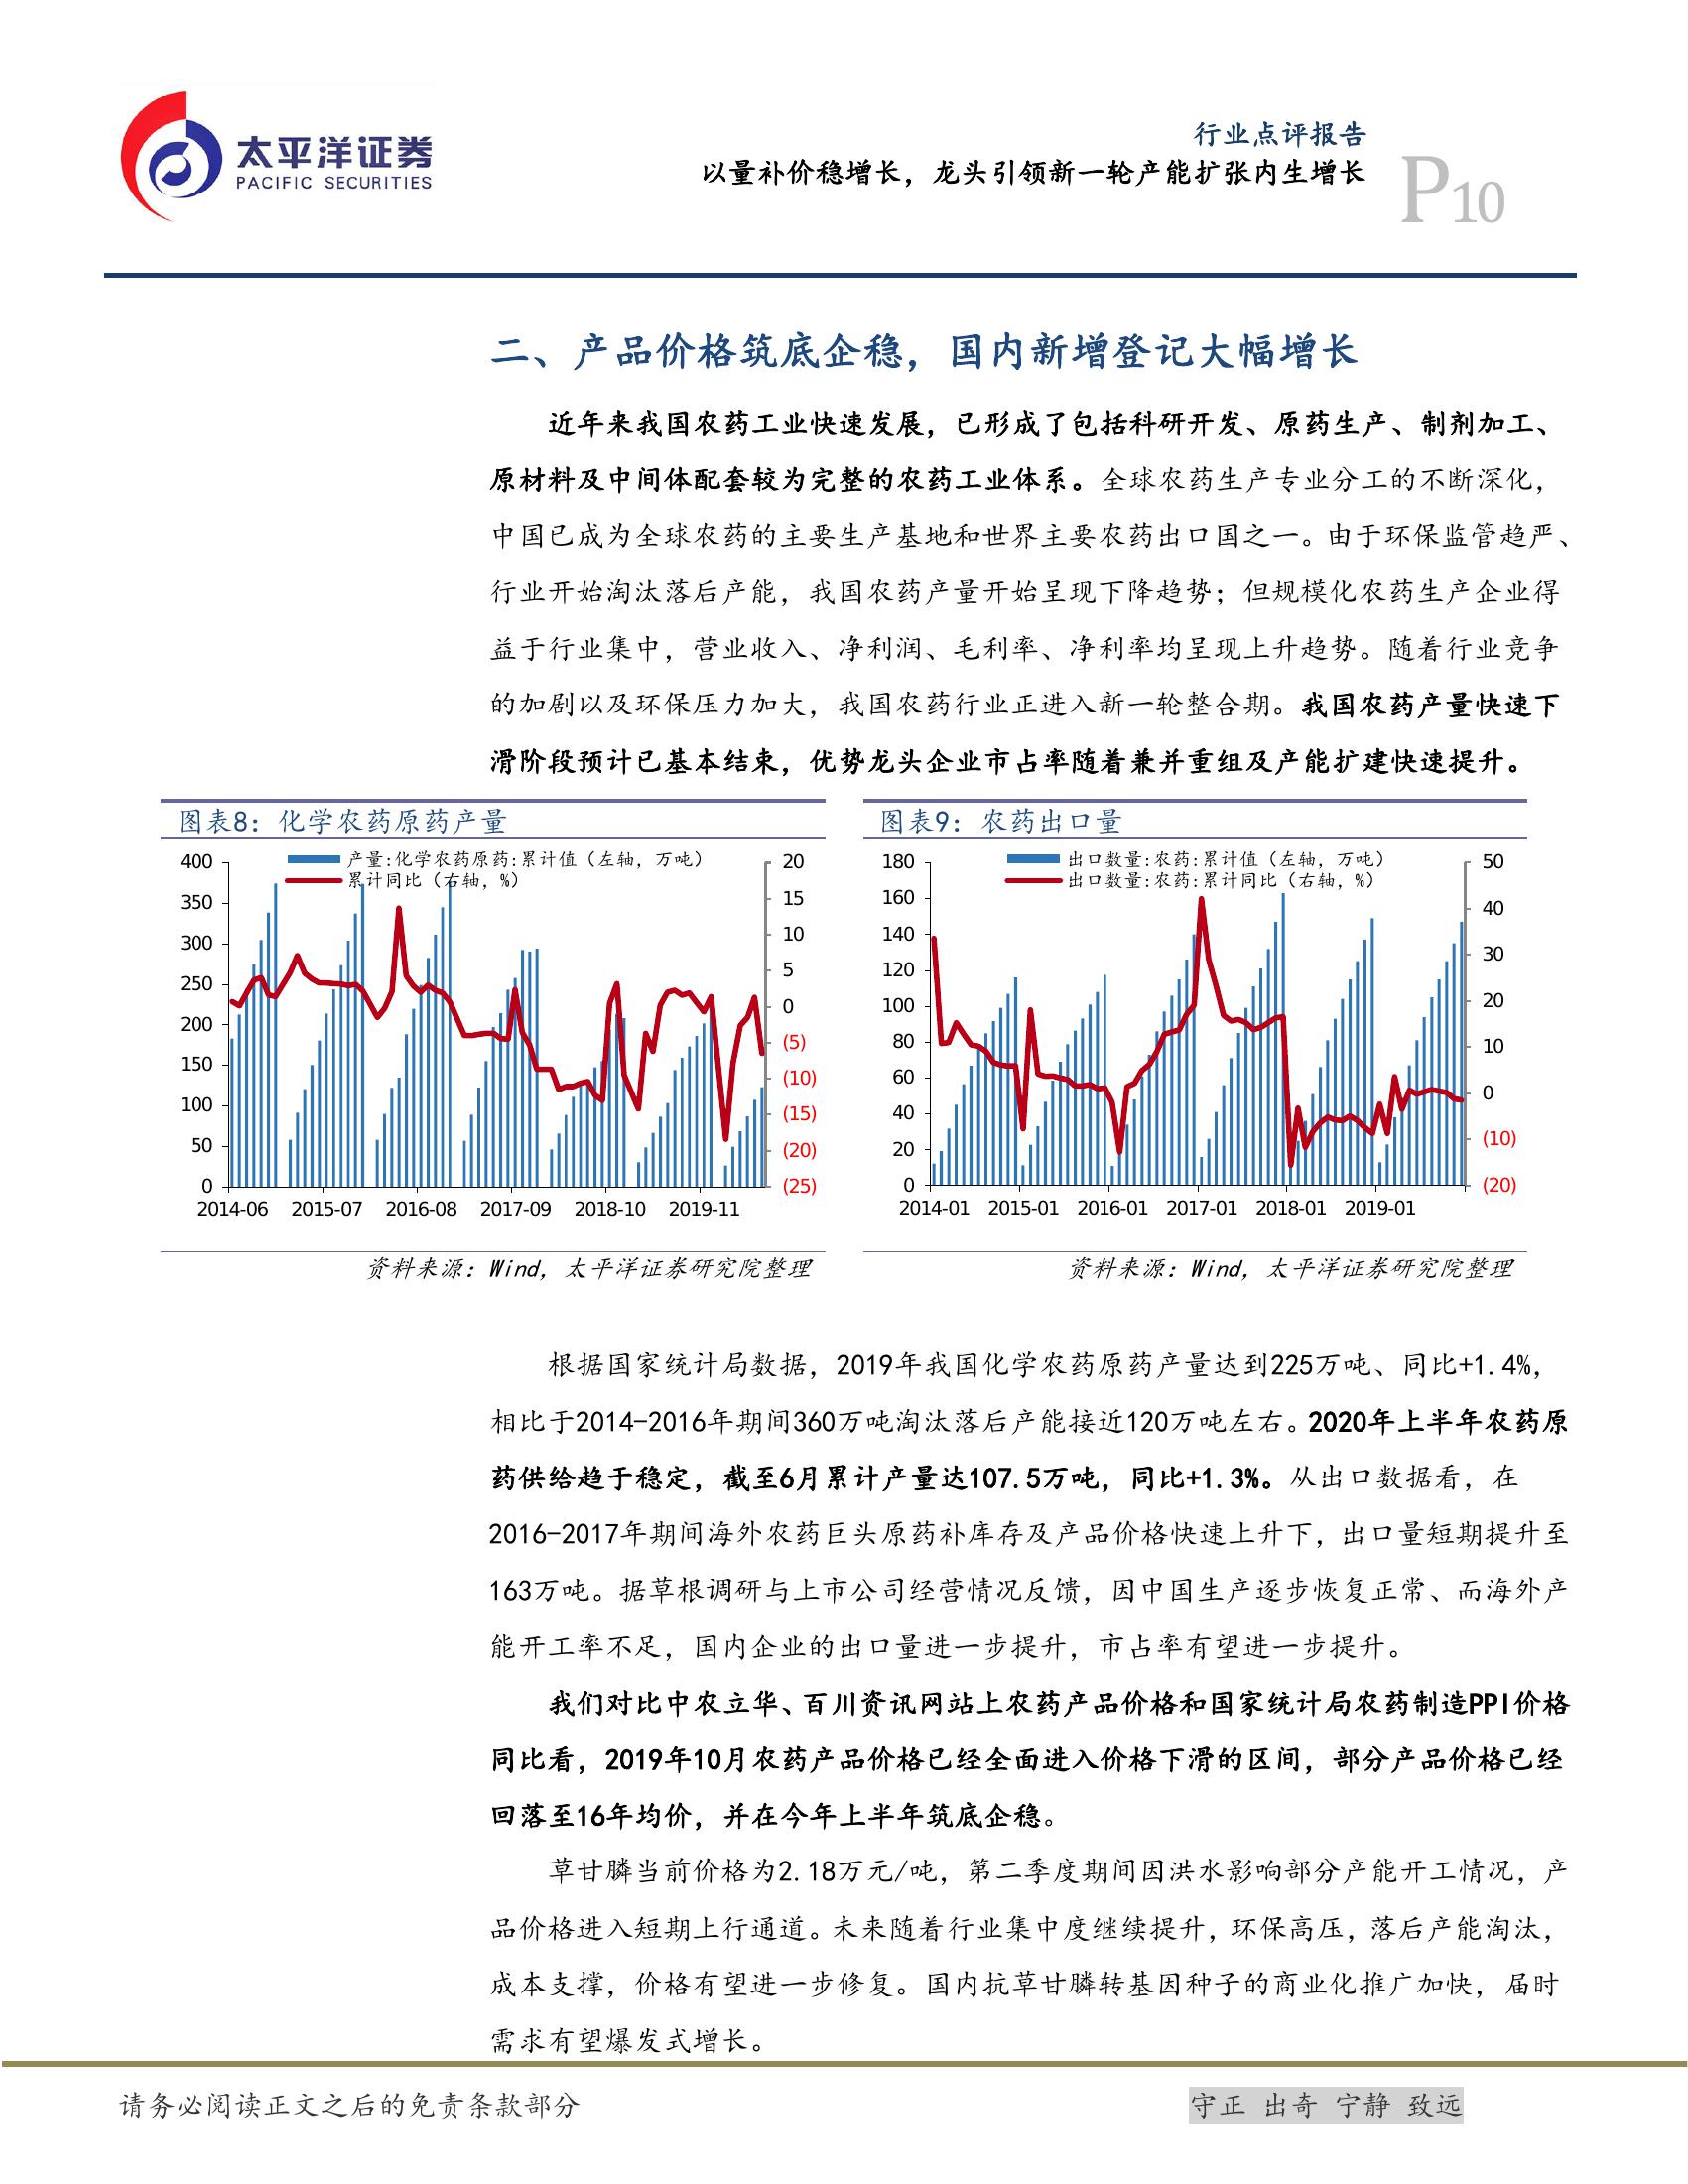 太平洋证券
PACIFIC SECURITIES
行业点评报告
以量补价稳增长，龙头引领新一轮产能扩张内生增长
P10
二、产品价格筑底企稳，国内新增登记大幅增长
近年来我国农药工业快速发展，已形成了包括科研开发、原药生产、制剂加工、
原材料及中间体配套较为完整的农药工业体系。全球农药生产专业分工的不断深化，
中国已成为全球农药的主要生产基地和世界主要农药出口国之一。由于环保监管趋严、
行业开始淘汰落后产能，我国农药产量开始呈现下降趋势；但规模化农药生产企业得
益于行业集中，营业收入、净利润、毛利率、净利率均呈现上升趋势。随着行业竞争
的加剧以及环保压力加大，我国农药行业正进入新一轮整合期。我国农药产量快速下
滑阶段预计已基本结束，优势龙头企业市占率随着兼并重组及产能扩建快速提升。
图表8：化学农药原药产量
产量:化学农药原药:累计值（左轴，万吨）
累计同比（右轴，%）
400
350
300
250
200
150
100
50
0
20
15
10
5
0
(5)
(10)
(15)
(20)
(25)
2014-06 2015-07 2016-08 2017-09 2018-10 2019-11
资料来源：Wind，太平洋证券研究院整理
图表9：农药出口量
出口数量:农药:累计值（左轴，万吨）
出口数量:农药:累计同比（右轴，%）
180
160
140
120
100
80
60
40
20
0
50
40
30
20
10
0
(10)
(20)
2014-01 2015-01 2016-01 2017-01 2018-01 2019-01
资料来源：Wind，太平洋证券研究院整理
根据国家统计局数据，2019年我国化学农药原药产量达到225万吨、同比+1.4%，
相比于2014-2016年期间360万吨淘汰落后产能接近120万吨左右。2020年上半年农药原
药供给趋于稳定，截至6月累计产量达107.5万吨，同比+1.3%。从出口数据看，在
2016-2017年期间海外农药巨头原药补库存及产品价格快速上升下，出口量短期提升至
163万吨。据草根调研与上市公司经营情况反馈，因中国生产逐步恢复正常、而海外产
能开工率不足，国内企业的出口量进一步提升，市占率有望进一步提升。
我们对比中农立华、百川资讯网站上农药产品价格和国家统计局农药制造PPI价格
同比看，2019年10月农药产品价格已经全面进入价格下滑的区间，部分产品价格已经
回落至16年均价，并在今年上半年筑底企稳。
草甘膦当前价格为2.18万元/吨，第二季度期间因洪水影响部分产能开工情况，产
品价格进入短期上行通道。未来随着行业集中度继续提升，环保高压，落后产能淘汰，
成本支撑，价格有望进一步修复。国内抗草甘膦转基因种子的商业化推广加快，届时
需求有望爆发式增长。
请务必阅读正文之后的免责条款部分
守正 出奇 宁静 致远